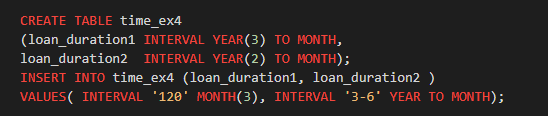 CREATE TABLE time_ex4
(loan_duration1 INTERVAL YEAR(3) TO MONTH,
loan_duration2  INTERVAL YEAR(2) TO MONTH);
INSERT INTO time_ex4 (loan_duration1, loan_duration2 )
VALUES( INTERVAL '120' MONTH(3), INTERVAL '3-6' YEAR TO MONTH);